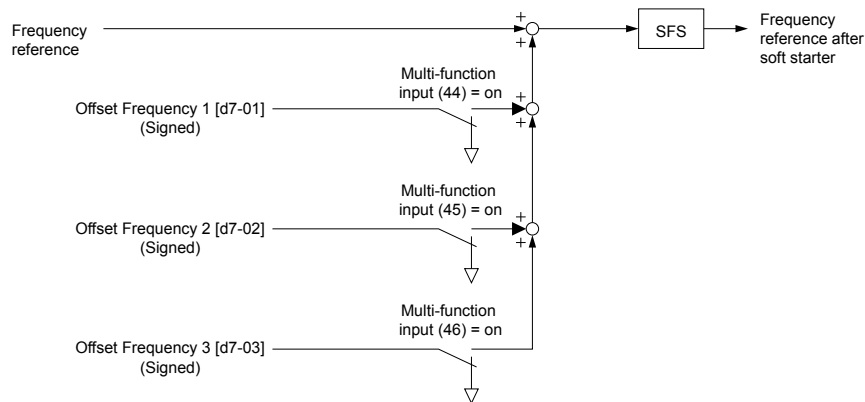 Frequency
reference
+
+
SFS
Frequency
reference after
soft starter
Multi-function
input (44) = on
Offset Frequency 1 [d7-01]
(Signed)
+
+
Multi-function
input (45) = on
Offset Frequency 2 [d7-02]
(Signed)
+
+
Multi-function
input (46) = on
Offset Frequency 3 [d7-03]
(Signed)